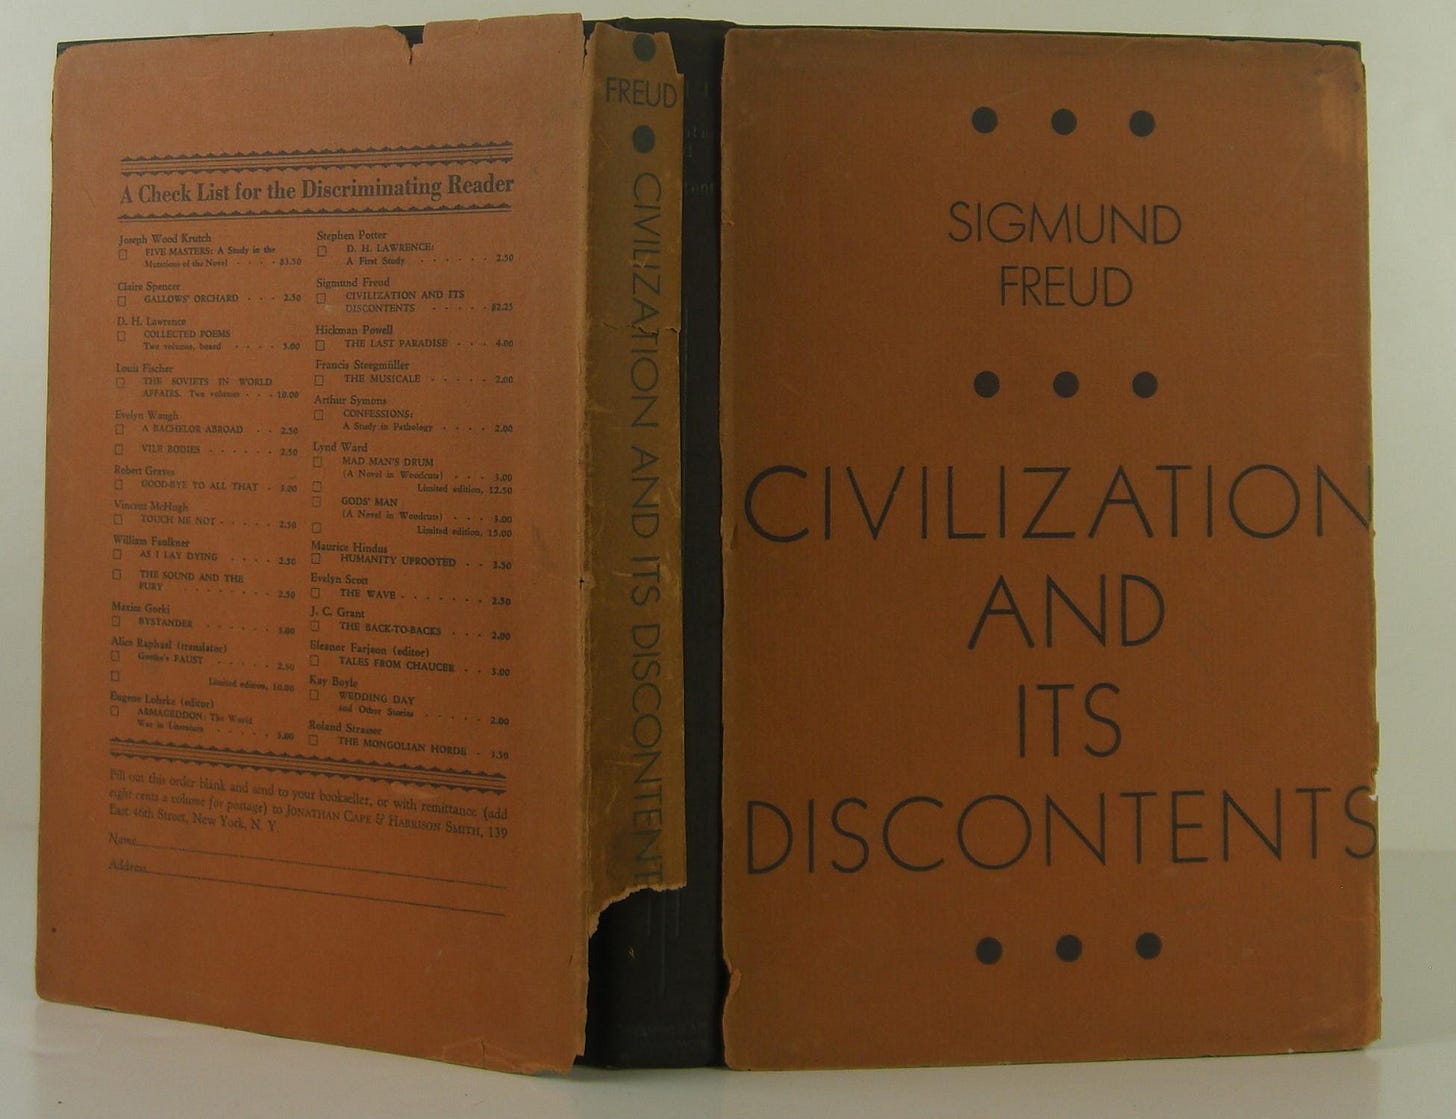 A Check List for the Discriminating Reader
Joseph Wood Krutch
FIVE MASTERS: A Study in the
Mutations of the Novel - - - - $3.50
Claire Spencer
GALLOWS' ORCHARD - - - 2.50
D. H. Lawrence
COLLECTED POEMS
Two volumes, boxed - - - - 5.00
Louis Fischer
THE SOVIETS IN WORLD
AFFAIRS. Two volumes - - - 10.00
Evelyn Waugh
A BACHELOR ABROAD - - 2.50
VILE BODIES - - - - - - 2.50
Robert Graves
GOOD-BYE TO ALL THAT - 3.00
Vincent McHugh
TOUCH ME NOT - - - - - 2.50
William Faulkner
AS I LAY DYING - - - - 2.50
THE SOUND AND THE
FURY - - - - - - - - 2.50
Maxim Gorki
BYSTANDER - - - - - - 3.00
Alice Raphael (translator)
Goethe's FAUST - - - - - - 2.50
Limited edition, 10.00
Eugene Lohrke (editor)
ARMAGEDDON: The World
War in Literature - - - - - - 3.00
Stephen Potter
D. H. LAWRENCE:
A First Study - - - - - - 2.50
Sigmund Freud
CIVILIZATION AND ITS
DISCONTENTS - - - - - $2.25
Hickman Powell
THE LAST PARADISE - - - 4.00
Francis Steegmüller
THE MUSICALE - - - - - 2.00
Arthur Symons
CONFESSIONS:
A Study in Pathology - - - - 2.00
Lynd Ward
MAD MAN'S DRUM
(A Novel in Woodcuts) - - - 3.00
Limited edition, 12.50
GODS' MAN
(A Novel in Woodcuts) - - - 3.00
Limited edition, 15.00
Maurice Hindus
HUMANITY UPROOTED - - 3.50
Evelyn Scott
THE WAVE - - - - - - - 2.50
J. C. Grant
THE BACK-TO-BACKS - - - 2.00
Eleanor Farjeon (editor)
TALES FROM CHAUCER - - 3.00
Kay Boyle
WEDDING DAY
and Other Stories - - - - - - 2.00
Roland Strasser
THE MONGOLIAN HORDE - 3.50
Fill out this order blank and send to your bookseller, or with remittance (add
eight cents a volume for postage) to JONATHAN CAPE & HARRISON SMITH, 139
East 46th Street, New York, N. Y.
Name
Address
FREUD
CIVILIZATION AND ITS DISCONTENT
SIGMUND
FREUD
CIVILIZATION
AND
ITS
DISCONTENTS